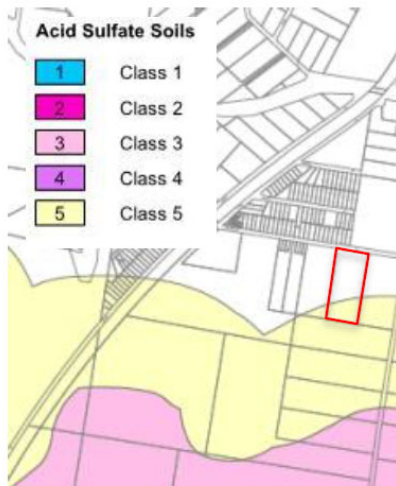 Acid Sulfate Soils
1 Class 1
2 Class 2
3 Class 3
4 Class 4
5 Class 5